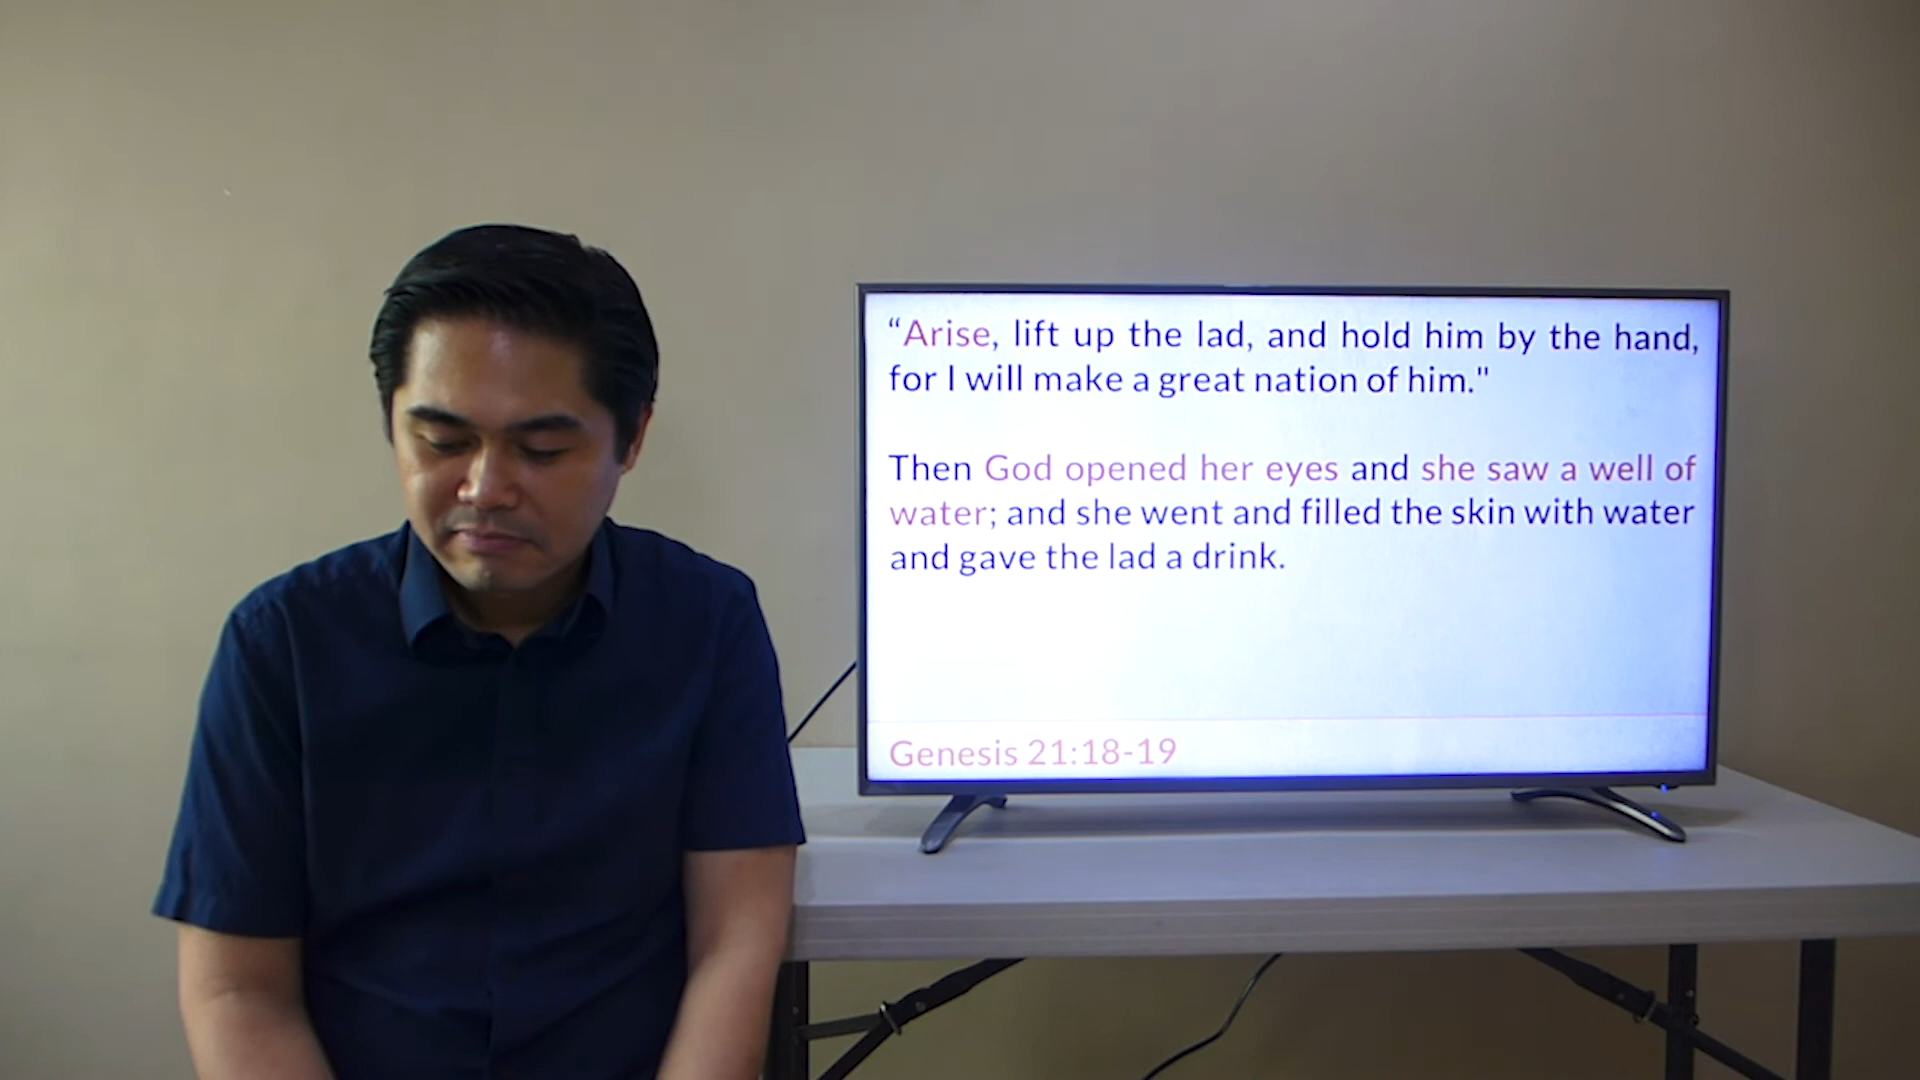 “Arise, lift up the lad, and hold him by the hand,
for I will make a great nation of him."
Then God opened her eyes and she saw a well of
water; and she went and filled the skin with water
and gave the lad a drink.
Genesis 21:18-19